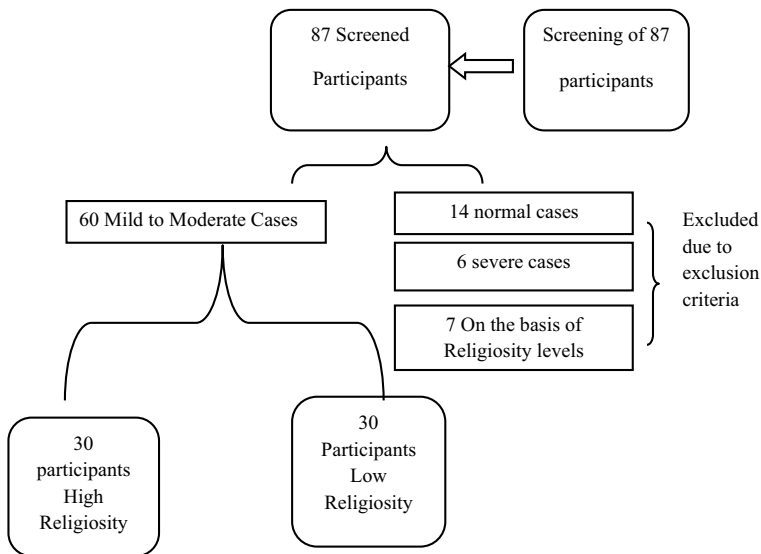 87 Screened
Participants
Screening of 87
participants
60 Mild to Moderate Cases
14 normal cases
6 severe cases
7 On the basis of
Religiosity levels
Excluded
due to
exclusion
criteria
30
participants
High
Religiosity
30
Participants
Low
Religiosity